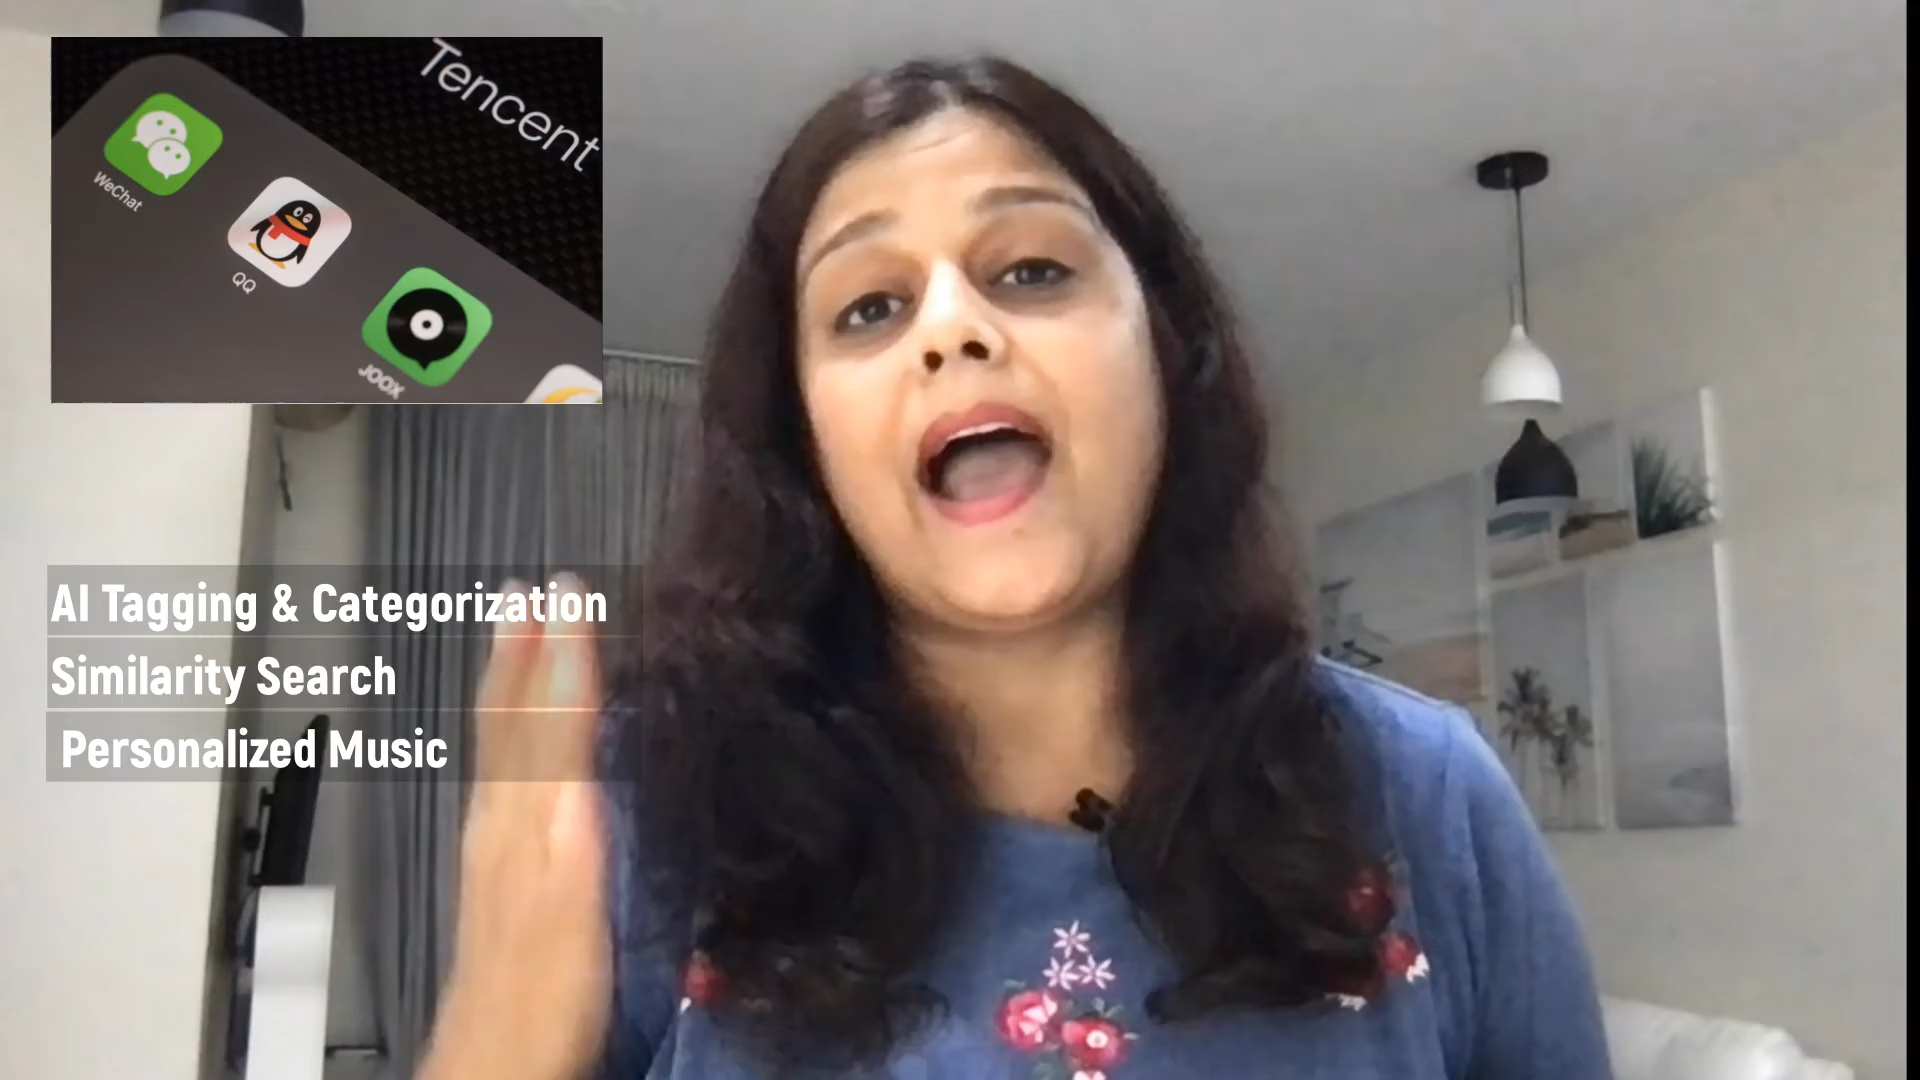 Tencent
WeChat
QQ
JOOX
AI Tagging & Categorization
Similarity Search
Personalized Music